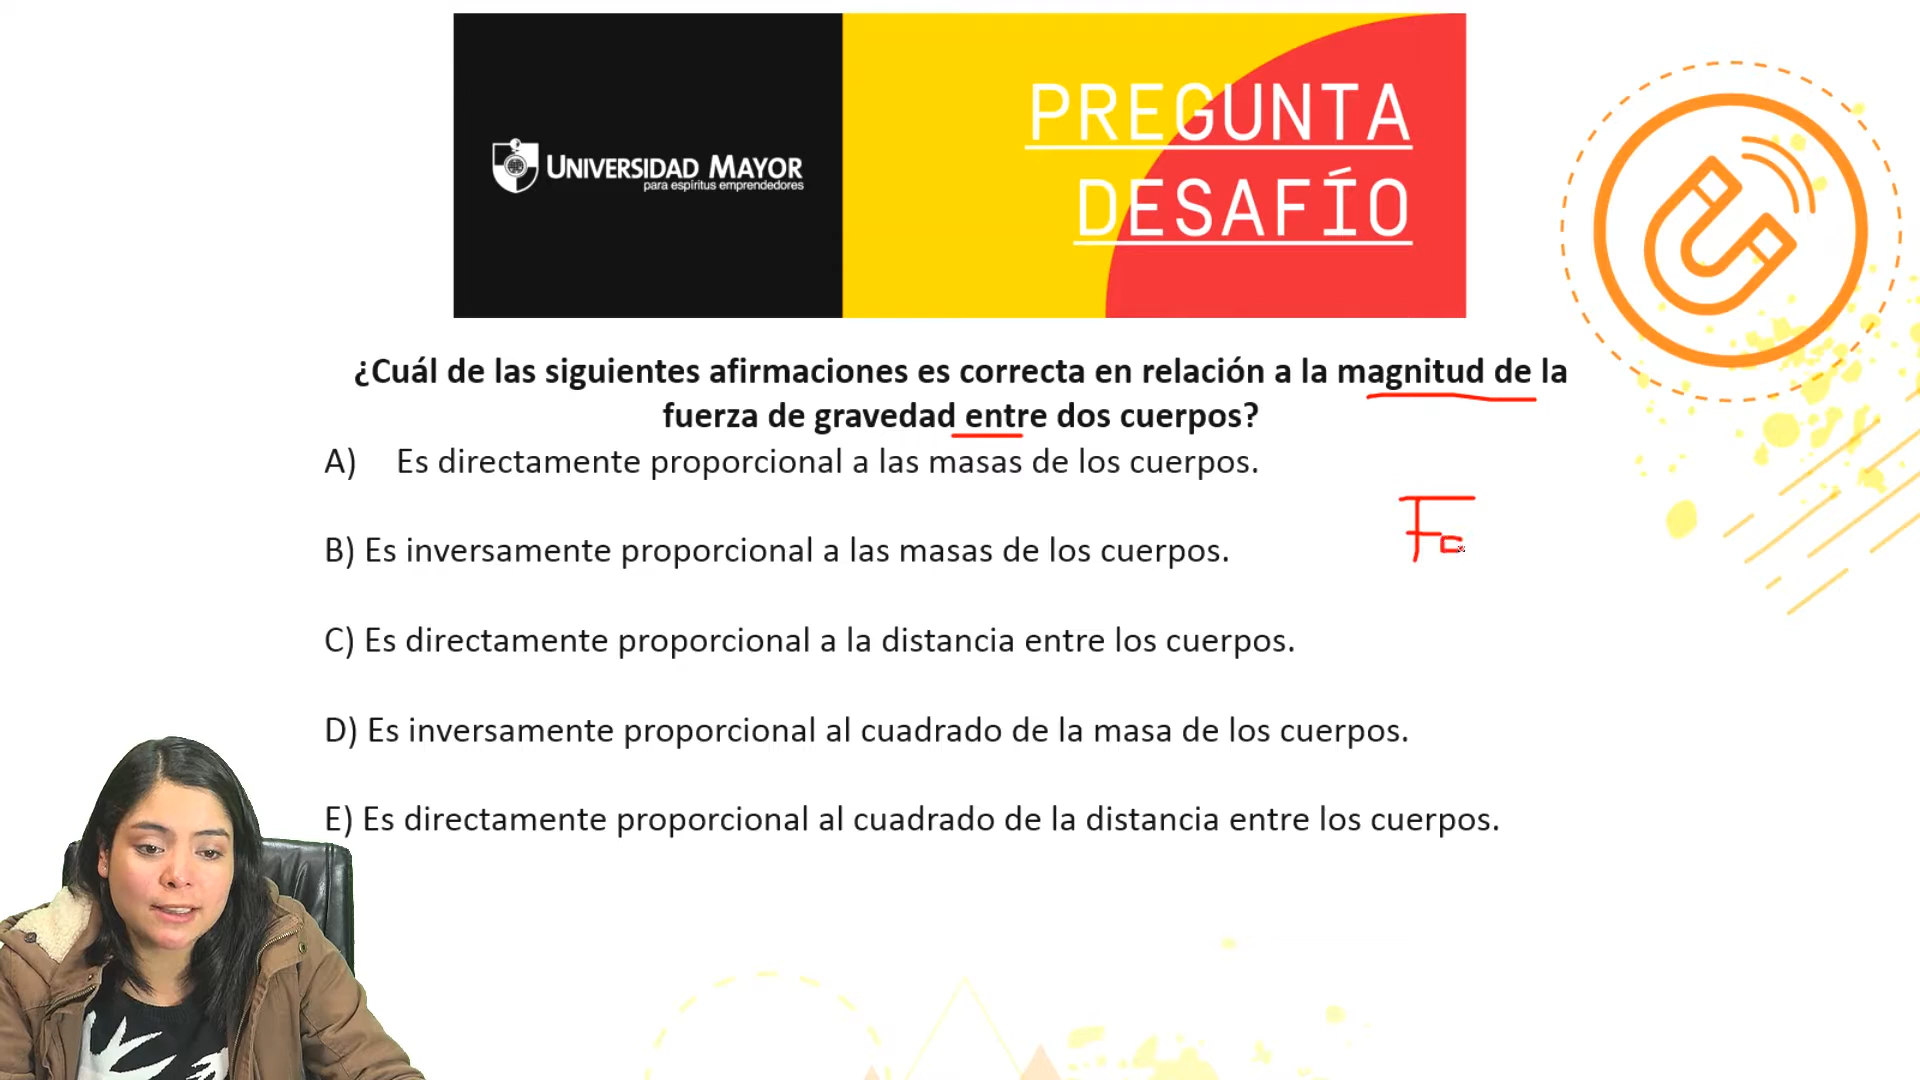 UNIVERSIDAD MAYOR
para espíritus emprendedores
PREGUNTA
DESAFÍO
¿Cuál de las siguientes afirmaciones es correcta en relación a la magnitud de la
fuerza de gravedad entre dos cuerpos?
A) Es directamente proporcional a las masas de los cuerpos.
B) Es inversamente proporcional a las masas de los cuerpos.
C) Es directamente proporcional a la distancia entre los cuerpos.
D) Es inversamente proporcional al cuadrado de la masa de los cuerpos.
E) Es directamente proporcional al cuadrado de la distancia entre los cuerpos.